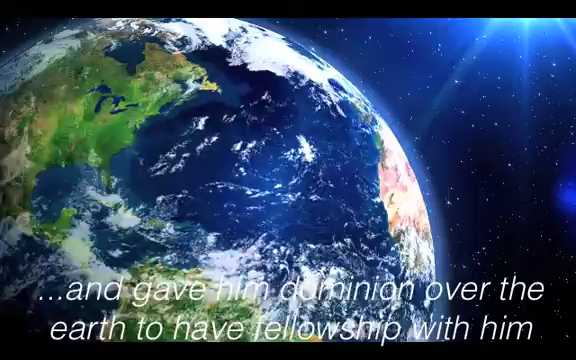 ...and gave him dominion over the
earth to have fellowship with him